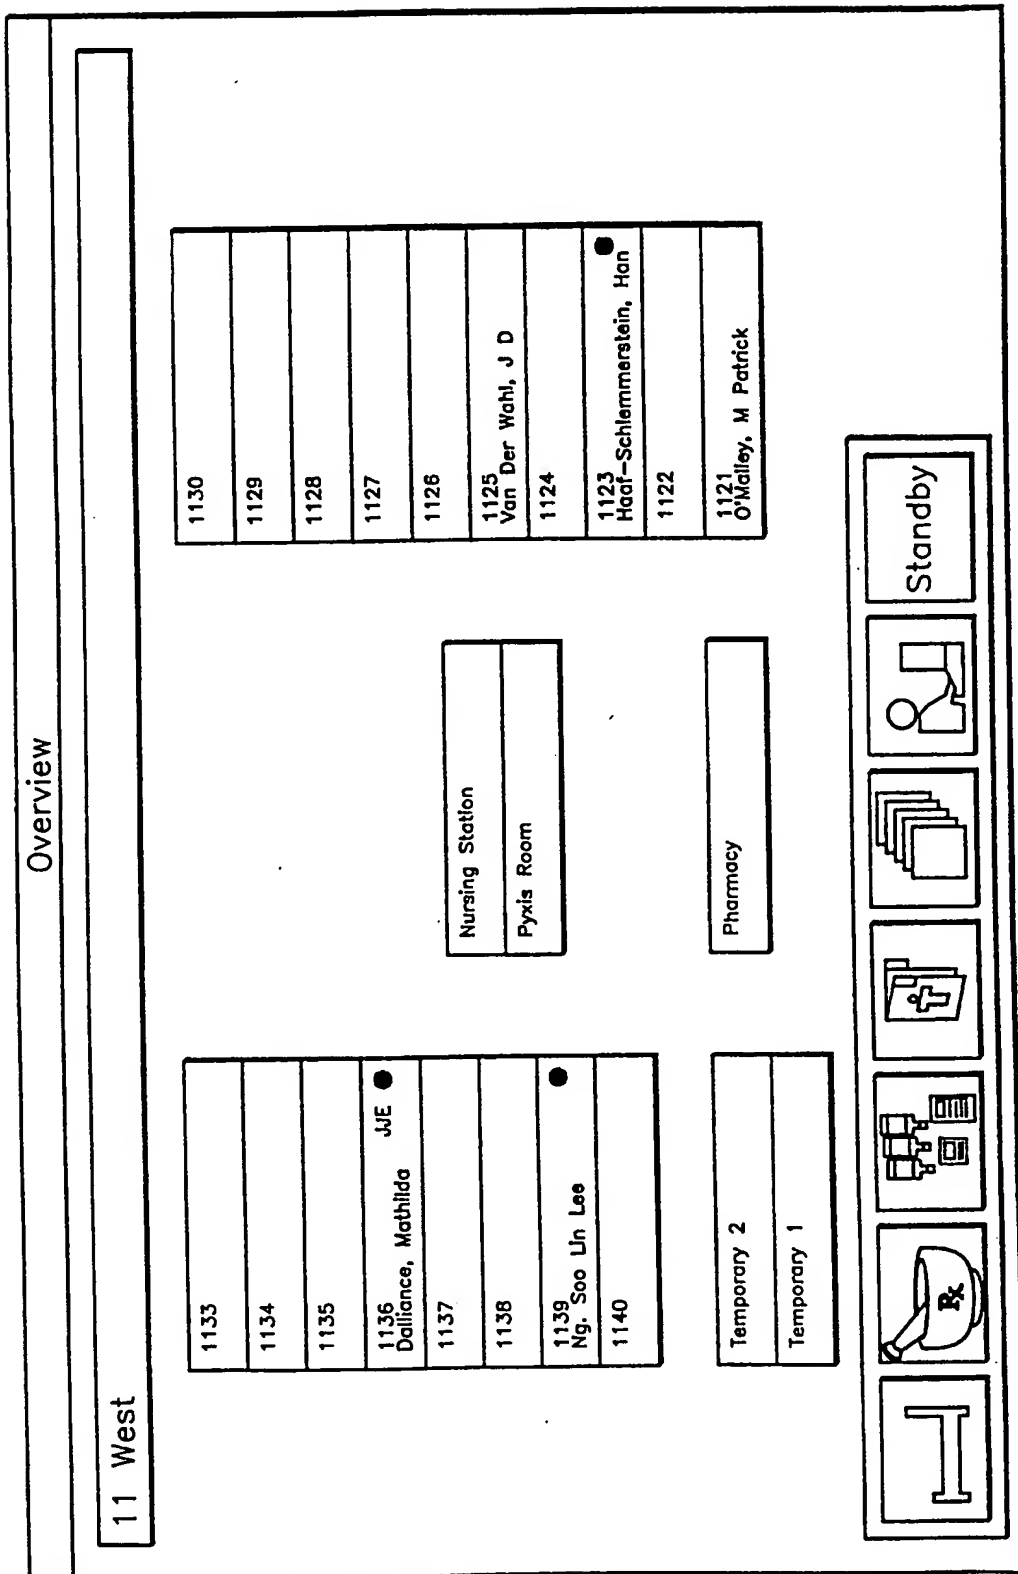 Overview
11 West
1133
1134
1135
1136
Dalliance, Mathilda JJE
1137
1138
1139
Ng. Soo Lin Lee
1140
Temporary 2
Temporary 1
Nursing Station
Pyxis Room
Pharmacy
1130
1129
1128
1127
1126
1125
Van Der Wahl, J D
1124
1123
Haaf-Schlemmerstein, Han
1122
1121
O'Malley, M Patrick
Rx
Standby